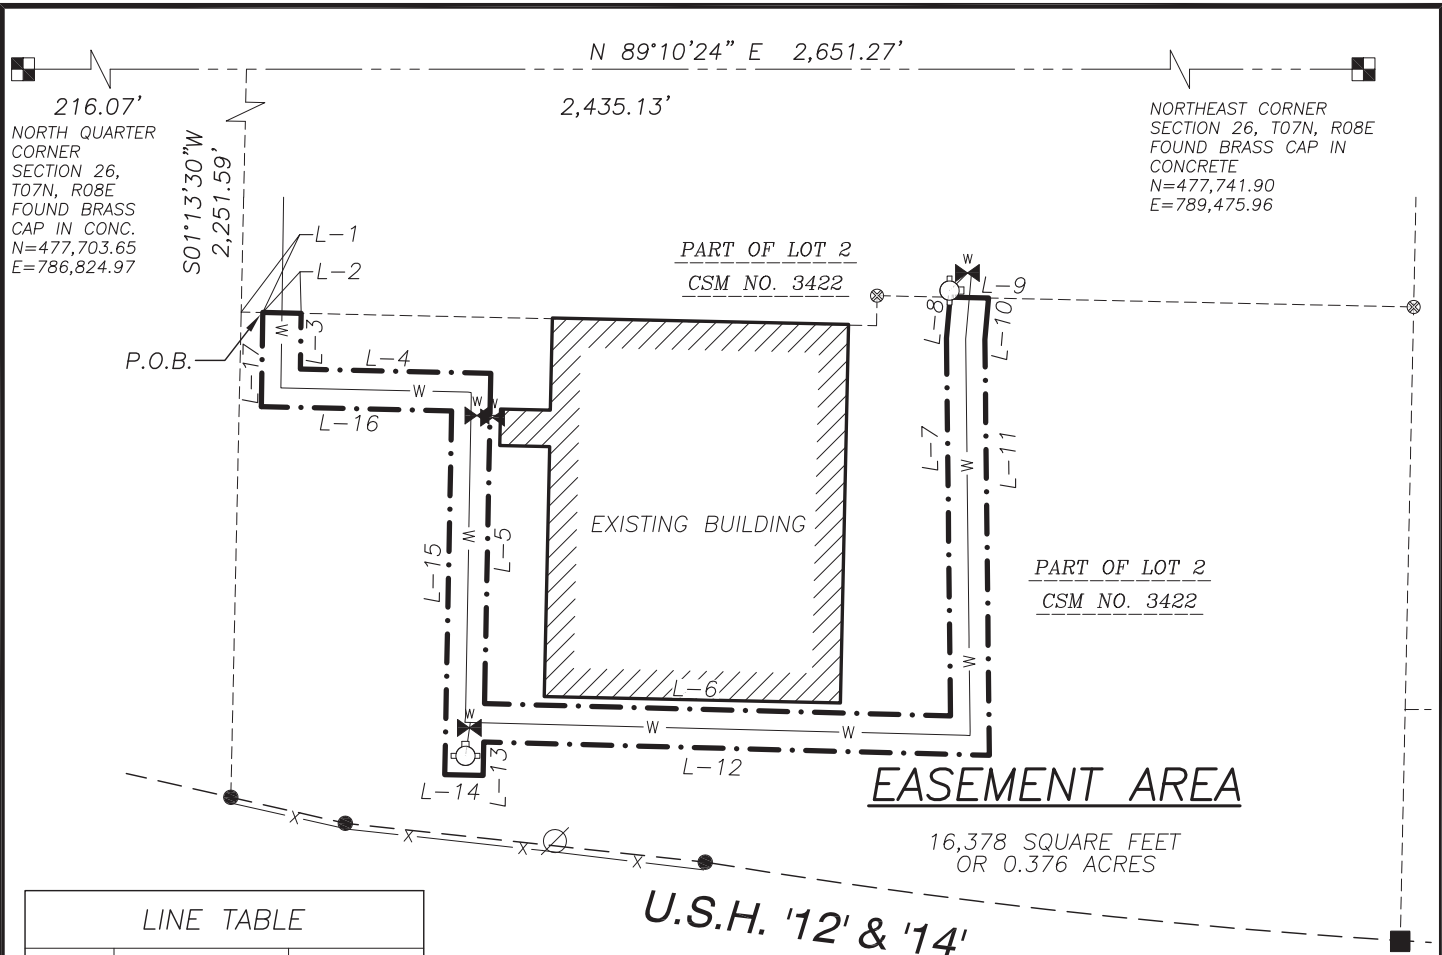 N 89°10'24" E 2,651.27'
216.07'
2,435.13'
NORTH QUARTER
CORNER
SECTION 26,
T07N, R08E
FOUND BRASS
CAP IN CONC.
N=477,703.65
E=786,824.97
S01°13'30"W
2,251.59'
NORTHEAST CORNER
SECTION 26, T07N, R08E
FOUND BRASS CAP IN
CONCRETE
N=477,741.90
E=789,475.96
L-1
L-2
PART OF LOT 2
CSM NO. 3422
W
L-9
L-8
L-10
W
L-3
P.O.B.
L-17
L-4
W
L-16
W
W
L-7
L-11
W
EXISTING BUILDING
W
L-5
L-15
PART OF LOT 2
CSM NO. 3422
W
L-6
W
W
W
L-12
L-13
L-14
EASEMENT AREA
16,378 SQUARE FEET
OR 0.376 ACRES
X
X
X
X
U.S.H. '12' & '14'
LINE TABLE